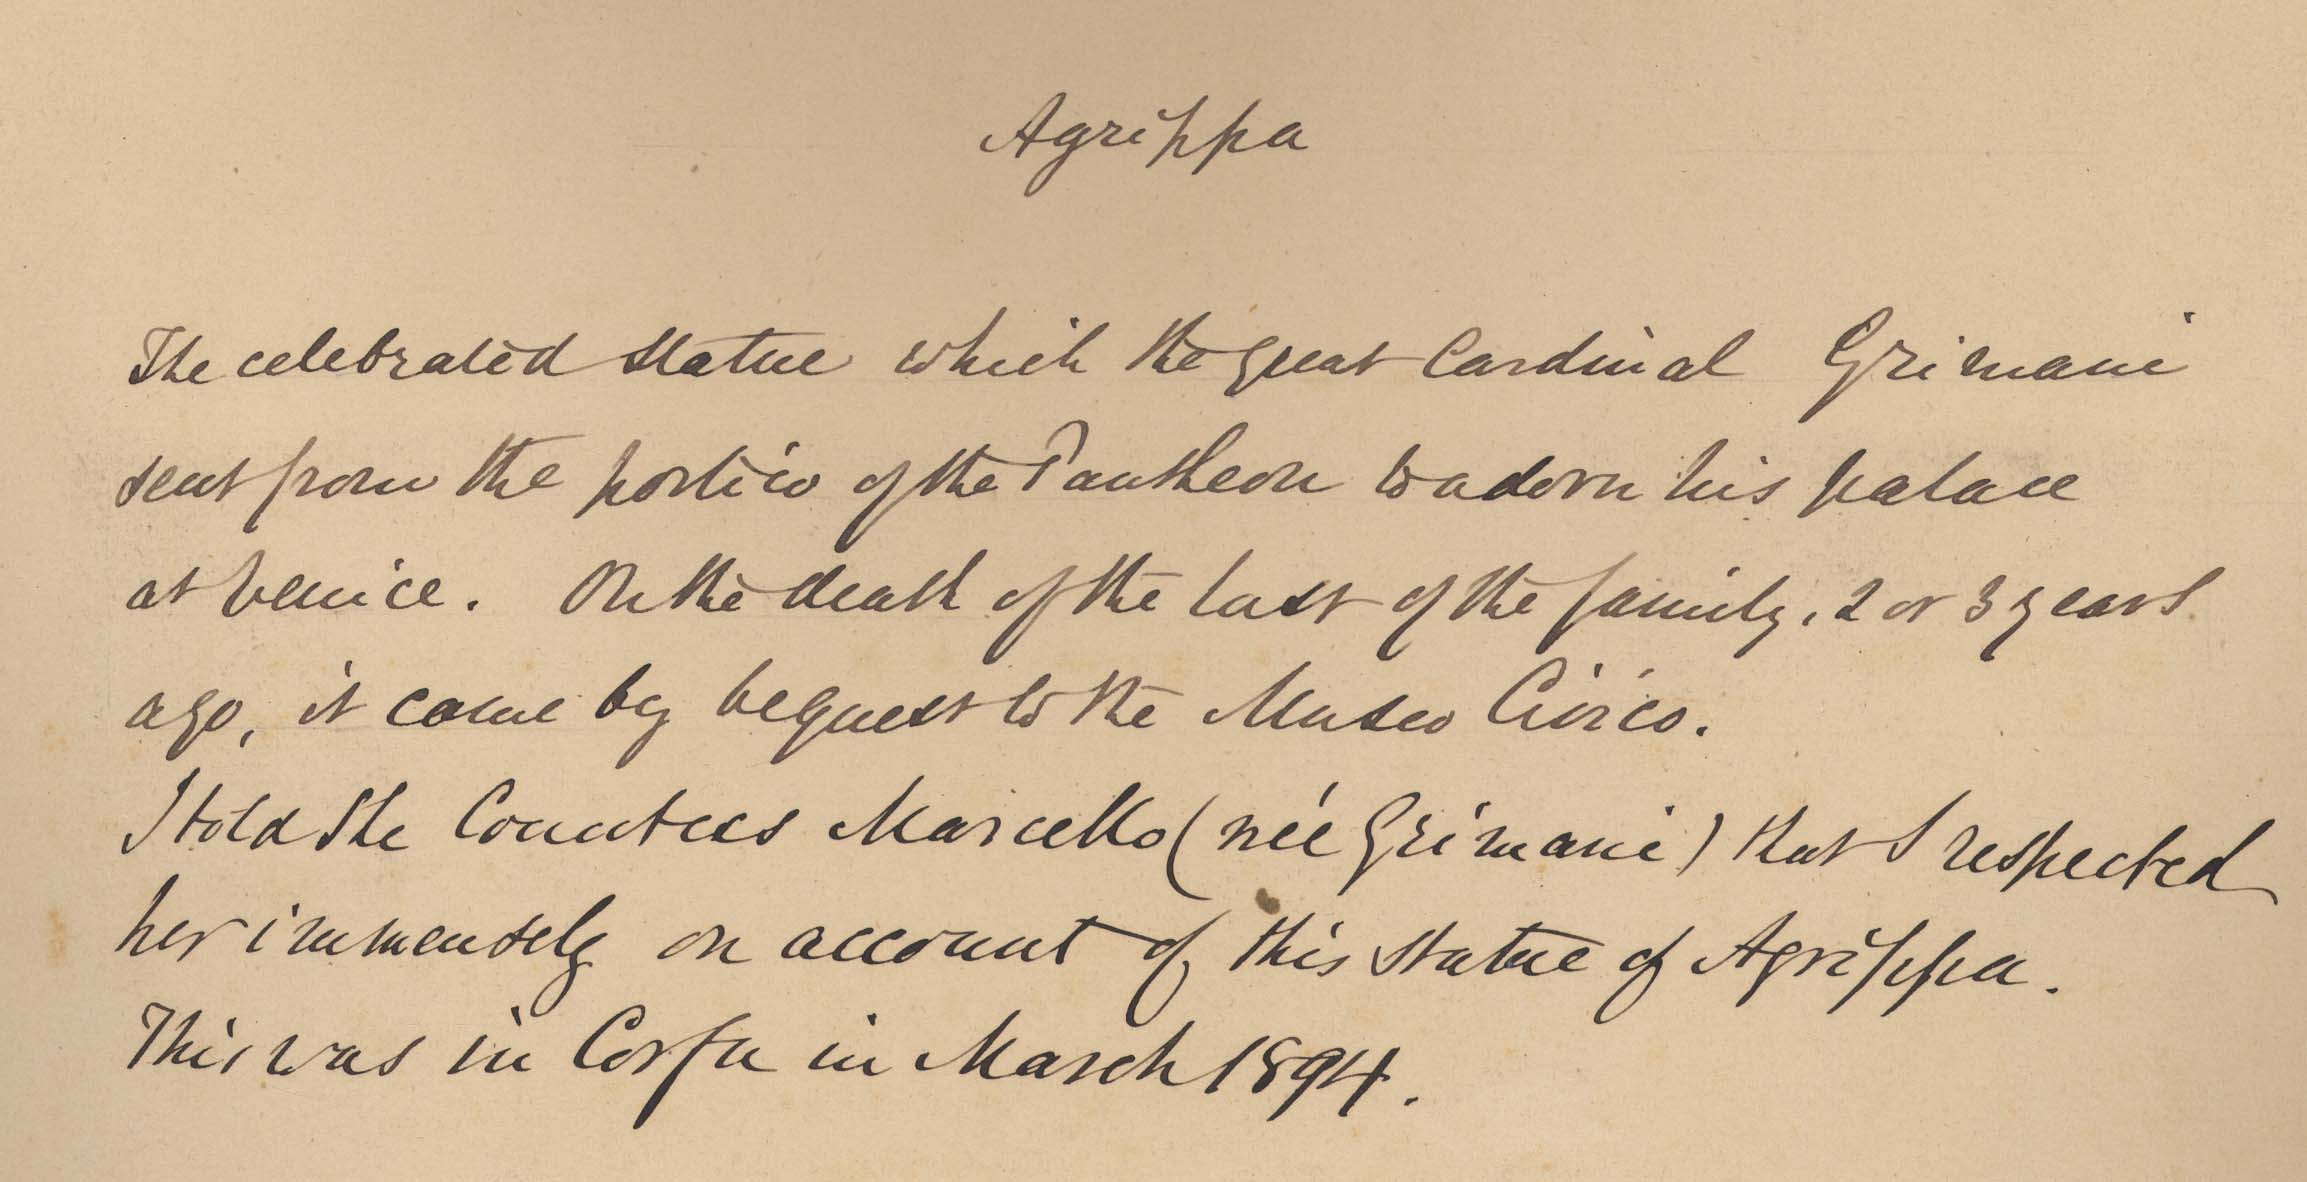 Agrippa
The celebrated statue which the great Cardinal Grimani
sent from the portico of the Pantheon to adorn his palace
at Venice. On the death of the last of the family, 2 or 3 years
ago, it came by bequest to the Museo Civico.
I told the Countess Marcello (née Grimani) that I respected
her immensely on account of this statue of Agrippa.
This was in Corfu in March 1894.